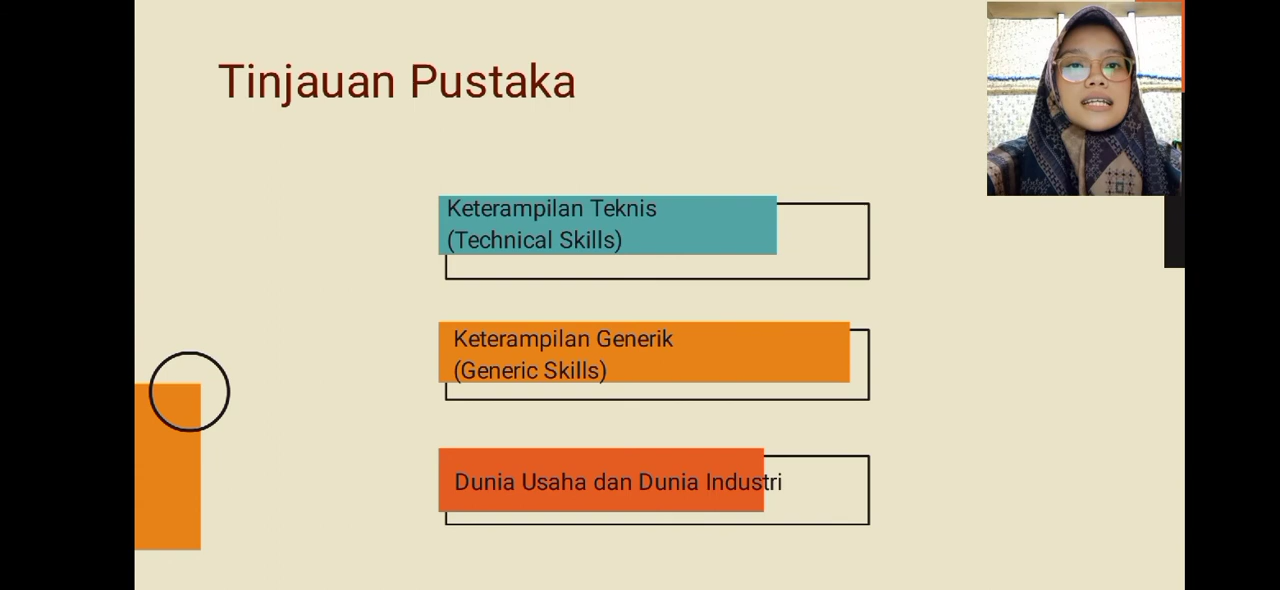 Tinjauan Pustaka
Keterampilan Teknis
(Technical Skills)
Keterampilan Generik
(Generic Skills)
Dunia Usaha dan Dunia Industri